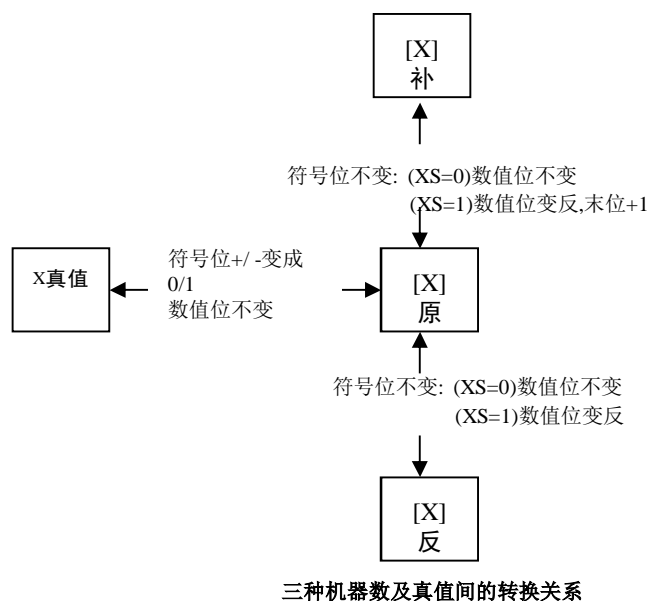 [X]
补
符号位不变: (XS=0)数值位不变
(XS=1)数值位变反,末位+1
X真值
符号位+/ -变成
0/1
数值位不变
[X]
原
符号位不变: (XS=0)数值位不变
(XS=1)数值位变反
[X]
反
三种机器数及真值间的转换关系